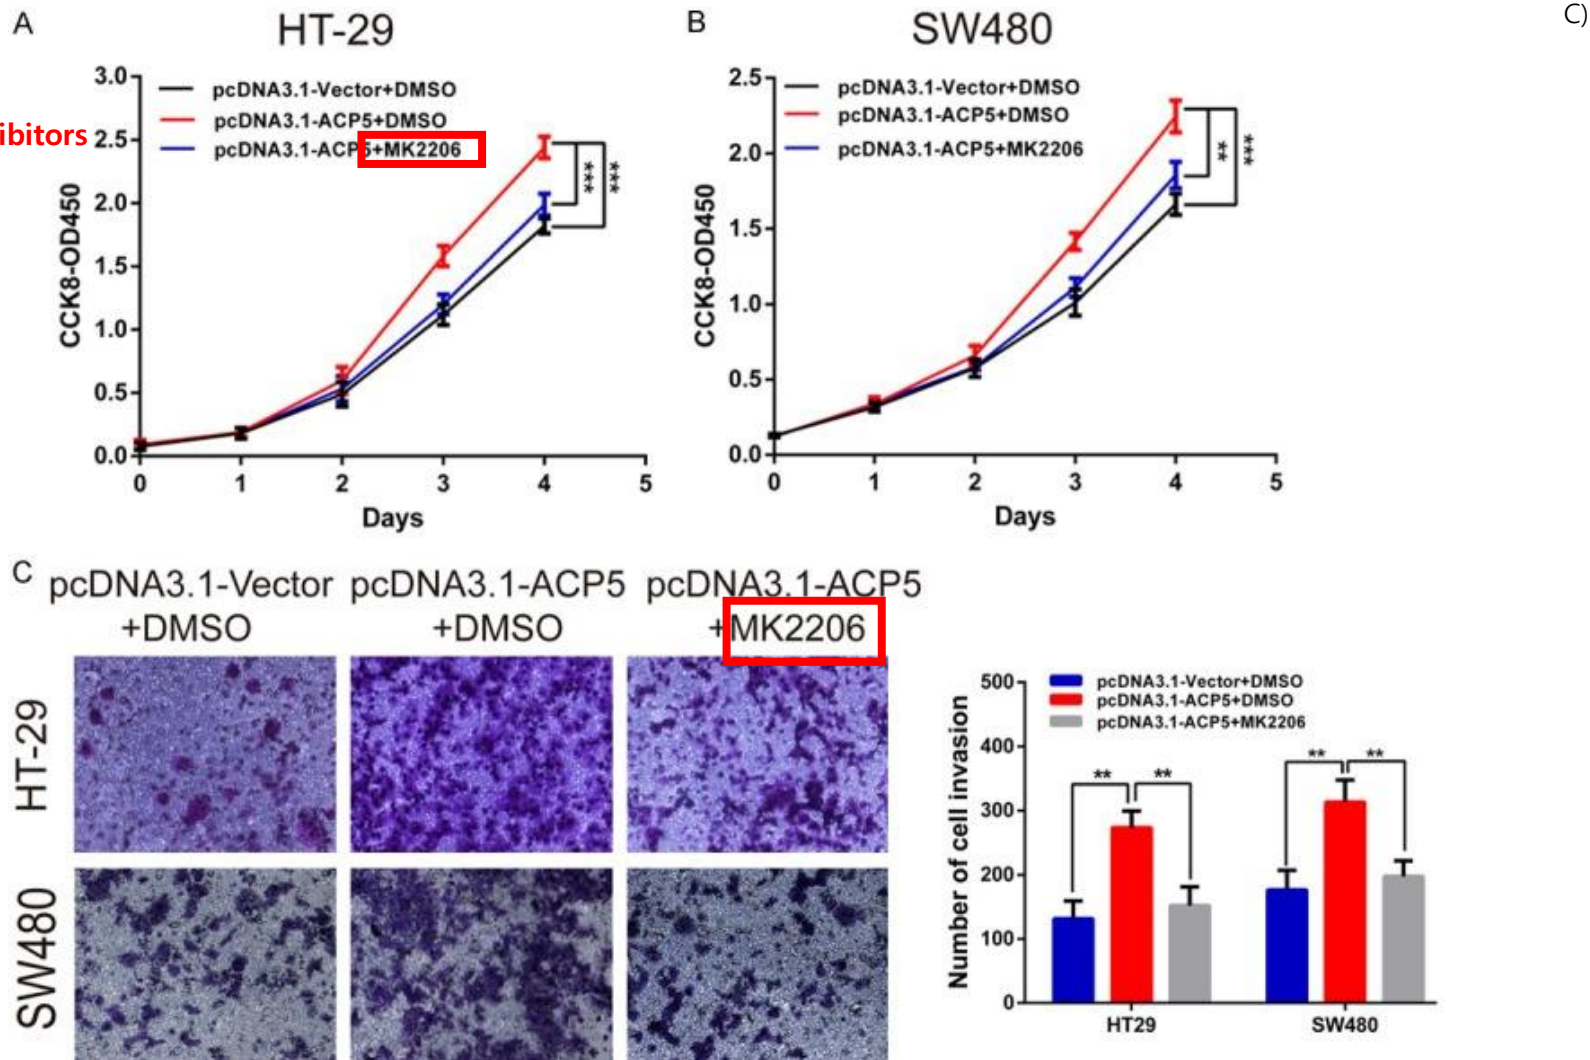 A
HT-29
3.0
2.5
2.0
1.5
1.0
0.5
0.0
CCK8-OD450
pcDNA3.1-Vector+DMSO
pcDNA3.1-ACP5+DMSO
pcDNA3.1-ACP5+MK2206
ibitors
***
***
0 1 2 3 4 5
Days
B
SW480
2.5
2.0
1.5
1.0
0.5
0.0
CCK8-OD450
pcDNA3.1-Vector+DMSO
pcDNA3.1-ACP5+DMSO
pcDNA3.1-ACP5+MK2206
**
***
0 1 2 3 4 5
Days
C)
C
pcDNA3.1-Vector
+DMSO
pcDNA3.1-ACP5
+DMSO
pcDNA3.1-ACP5
+MK2206
HT-29
SW480
500
400
300
200
100
0
Number of cell invasion
pcDNA3.1-Vector+DMSO
pcDNA3.1-ACP5+DMSO
pcDNA3.1-ACP5+MK2206
** **
** **
HT29 SW480